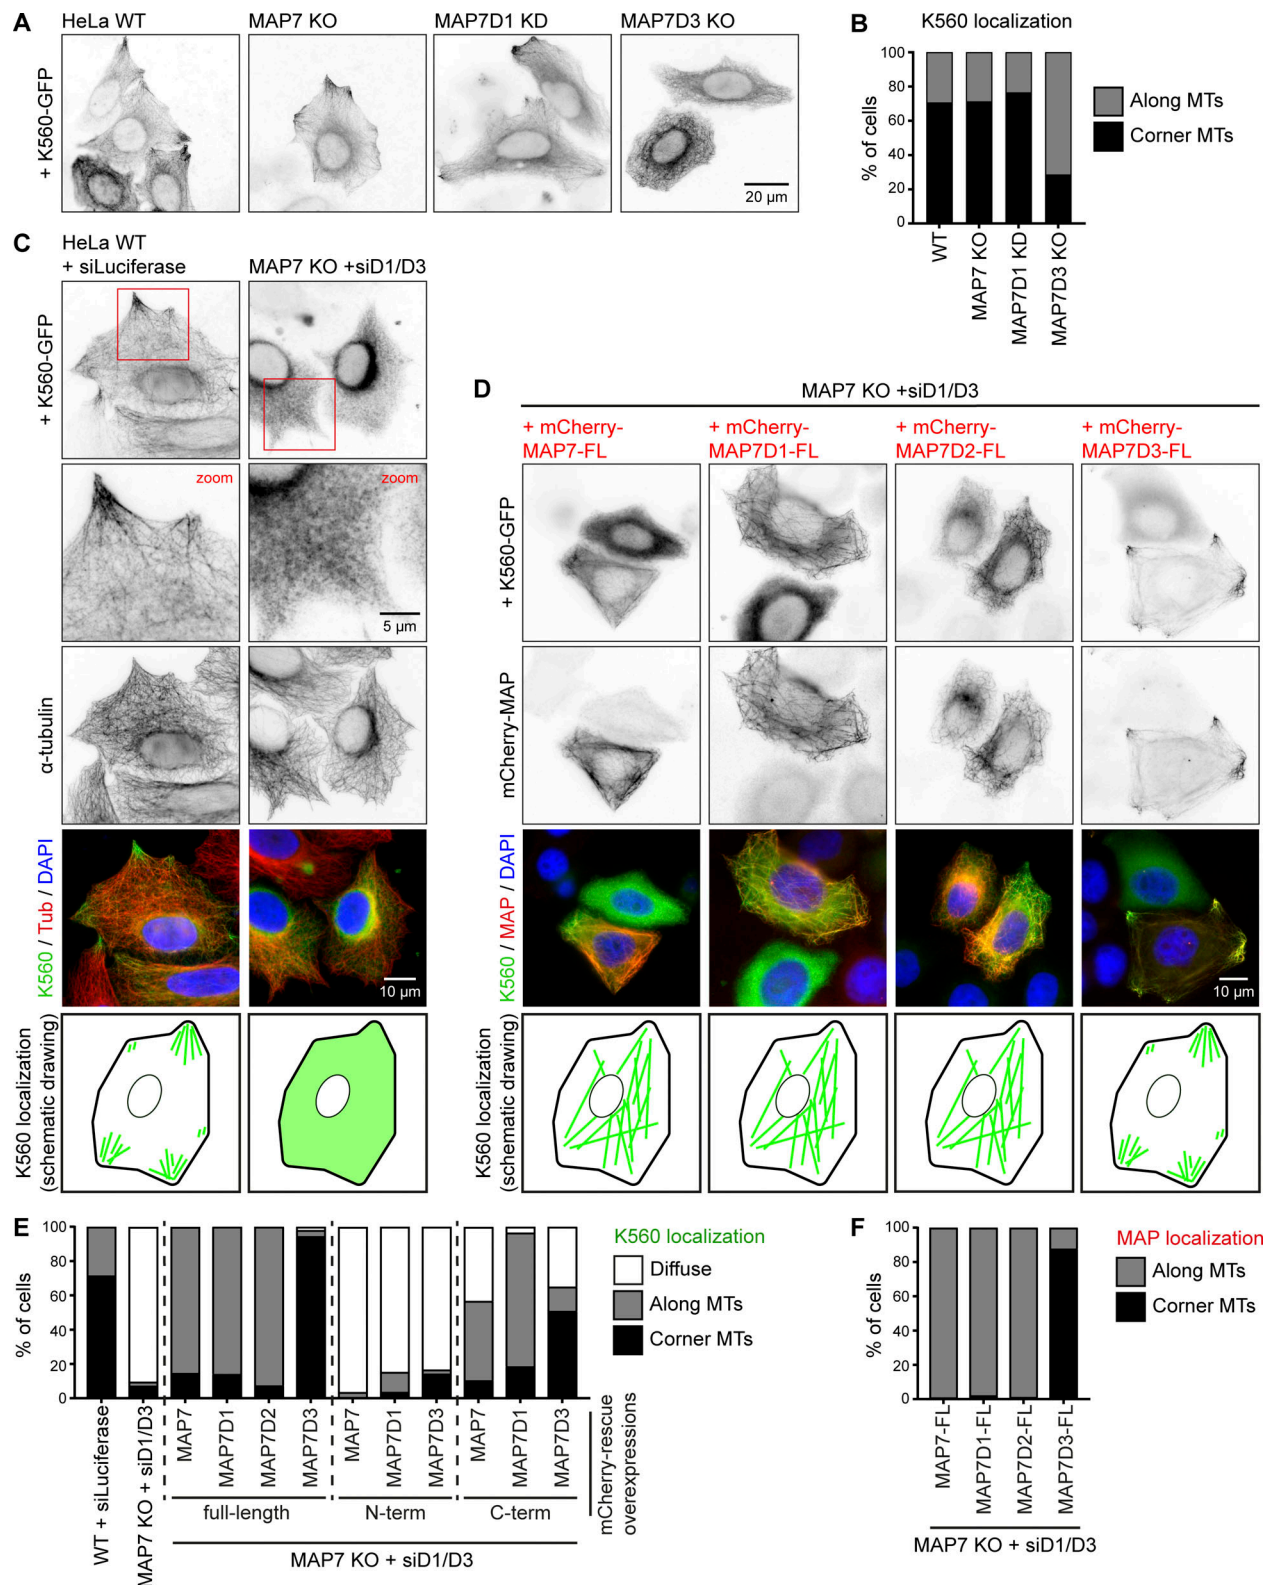 A
HeLa WT
MAP7 KO
MAP7D1 KD
MAP7D3 KO
+ K560-GFP
20 µm
B
K560 localization
% of cells
100
80
60
40
20
0
WT
MAP7 KO
MAP7D1 KD
MAP7D3 KO
Along MTs
Corner MTs
C
HeLa WT
+ siLuciferase
MAP7 KO +siD1/D3
+ K560-GFP
zoom
zoom
5 µm
α-tubulin
K560 / Tub / DAPI
10 µm
K560 localization
(schematic drawing)
D
MAP7 KO +siD1/D3
+ mCherry-
MAP7-FL
+ mCherry-
MAP7D1-FL
+ mCherry-
MAP7D2-FL
+ mCherry-
MAP7D3-FL
+ K560-GFP
mCherry-MAP
K560 / MAP / DAPI
10 µm
K560 localization
(schematic drawing)
E
% of cells
100
80
60
40
20
0
WT + siLuciferase
MAP7 KO + siD1/D3
MAP7
MAP7D1
MAP7D2
MAP7D3
MAP7
MAP7D1
MAP7D3
MAP7
MAP7D1
MAP7D3
full-length
N-term
C-term
MAP7 KO + siD1/D3
mCherry-rescue
overexpressions
K560 localization
Diffuse
Along MTs
Corner MTs
F
% of cells
100
80
60
40
20
0
MAP7-FL
MAP7D1-FL
MAP7D2-FL
MAP7D3-FL
MAP7 KO + siD1/D3
MAP localization
Along MTs
Corner MTs